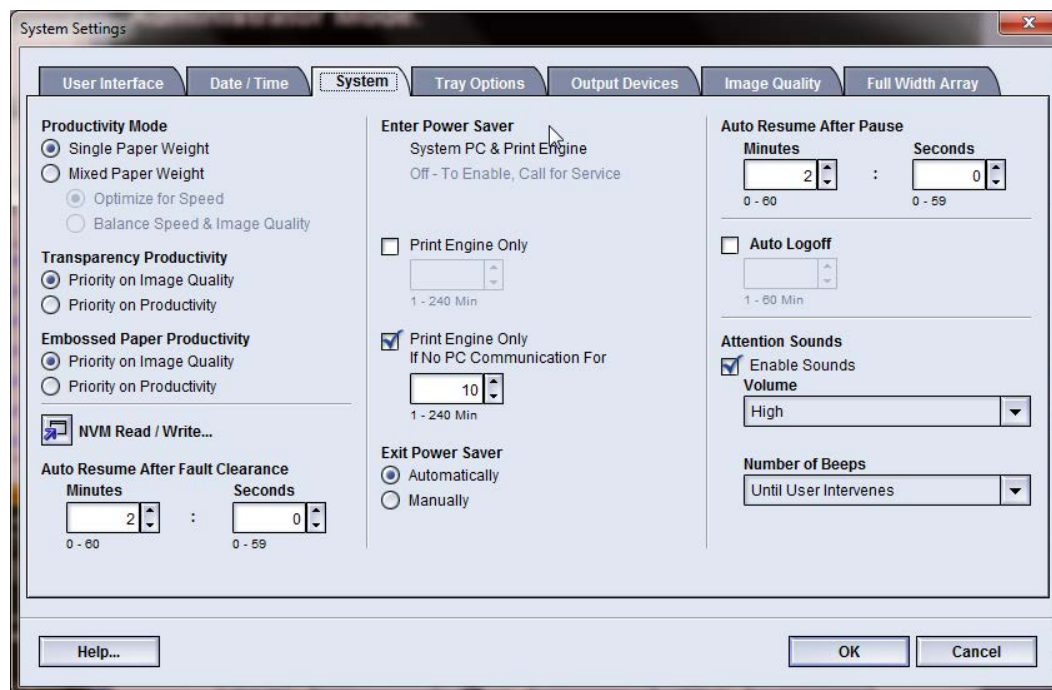 Administrator Mode.
System Settings
User Interface
Date / Time
System
Tray Options
Output Devices
Image Quality
Full Width Array
Productivity Mode
Single Paper Weight
Mixed Paper Weight
Optimize for Speed
Balance Speed & Image Quality
Transparency Productivity
Priority on Image Quality
Priority on Productivity
Embossed Paper Productivity
Priority on Image Quality
Priority on Productivity
NVM Read / Write...
Auto Resume After Fault Clearance
Minutes Seconds
2 : 0
0 - 60 0 - 59
Enter Power Saver
System PC & Print Engine
Off - To Enable, Call for Service
Print Engine Only
1 - 240 Min
Print Engine Only
If No PC Communication For
10
1 - 240 Min
Exit Power Saver
Automatically
Manually
Auto Resume After Pause
Minutes Seconds
2 : 0
0 - 60 0 - 59
Auto Logoff
1 - 60 Min
Attention Sounds
Enable Sounds
Volume
High
Number of Beeps
Until User Intervenes
Help...
OK
Cancel